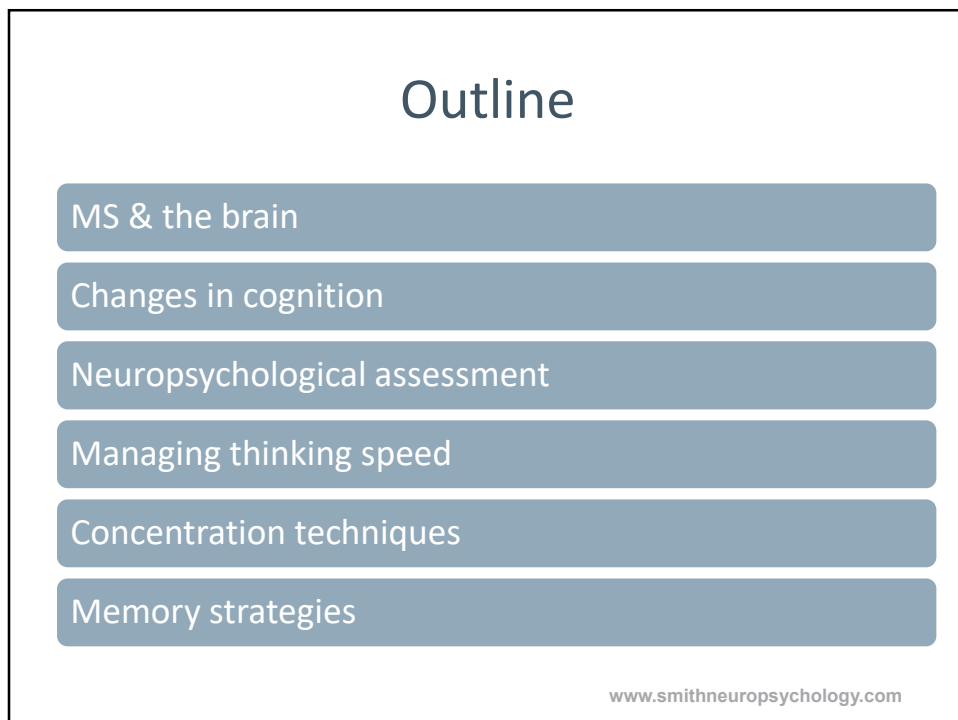 Outline
MS & the brain
Changes in cognition
Neuropsychological assessment
Managing thinking speed
Concentration techniques
Memory strategies
www.smithneuropsychology.com